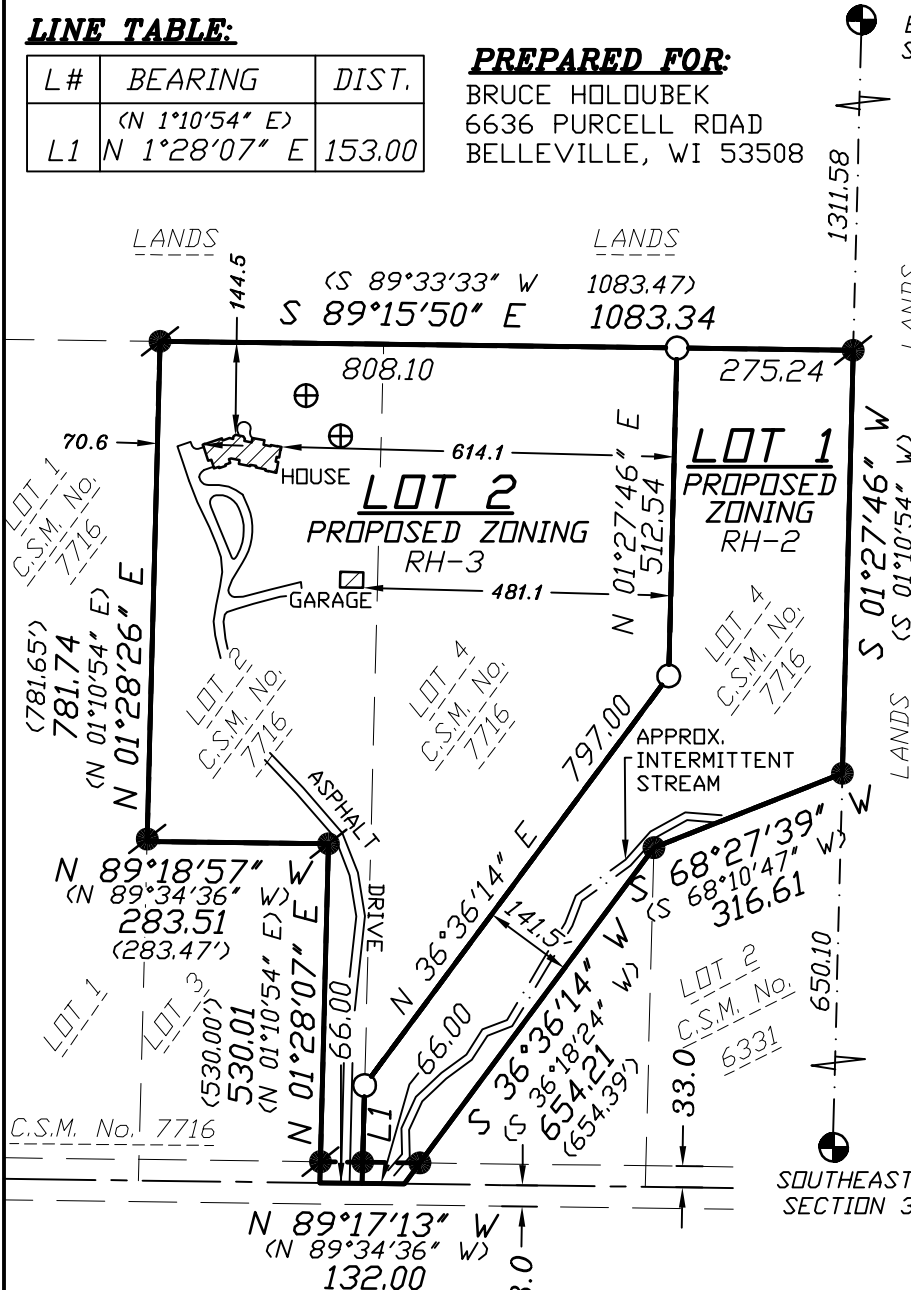 LINE TABLE:
L# BEARING DIST.
(N 1°10'54" E)
L1 N 1°28'07" E 153.00
PREPARED FOR:
BRUCE HOLOUBEK
6636 PURCELL ROAD
BELLEVILLE, WI 53508
1311.58
LANDS
LANDS
LANDS
144.5
(S 89°33'33" W 1083.47)
S 89°15'50" E 1083.34
808.10
275.24
70.6
614.1
HOUSE
LOT 2
PROPOSED ZONING
RH-3
LOT 1
PROPOSED
ZONING
RH-2
N 01°27'46" E
512.54
S 01°27'46" W
(S 01°10'54" W)
LOT 1
C.S.M. No.
7716
GARAGE
481.1
(781.65')
781.74
(N 01°10'54" E)
N 01°28'26" E
LOT 2
C.S.M. No.
7716
LOT 4
C.S.M. No.
7716
LOT 4
C.S.M. No.
7716
LANDS
797.00
N 36°36'14" E
APPROX.
INTERMITTENT
STREAM
ASPHALT
DRIVE
N 89°18'57" W
(N 89°34'36" W)
283.51
(283.47')
S 68°27'39" W
(S 68°10'47" W)
316.61
141.5'
LOT 1
LOT 3
C.S.M. No. 7716
(530.00')
530.01
(N 01°10'54" E)
N 01°28'07" E
66.00
66.00
L1
S 36°36'14" W
(S 36°18'24" W)
654.21
(654.39')
LOT 2
C.S.M. No.
6331
650.10
33.0
SOUTHEAST
SECTION 3
N 89°17'13" W
(N 89°34'36" W)
132.00